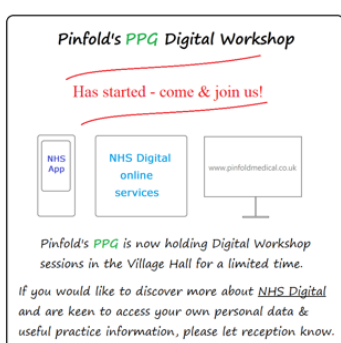 Pinfold's PPG Digital Workshop
Has started - come & join us!
NHS
App
NHS Digital
online
services
www.pinfoldmedical.co.uk
Pinfold's PPG is now holding Digital Workshop
sessions in the Village Hall for a limited time.
If you would like to discover more about NHS Digital
and are keen to access your own personal data &
useful practice information, please let reception know.